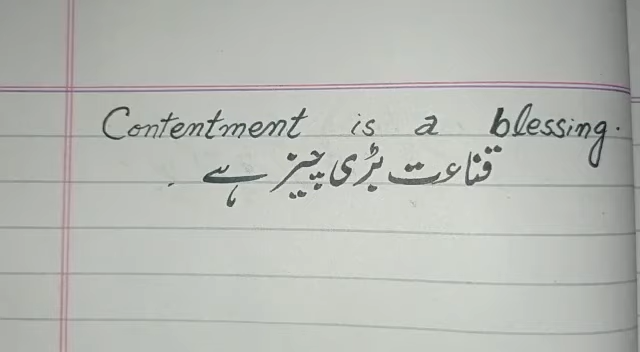 Contentment is a blessing.
قناعت بڑی چیز ہے .